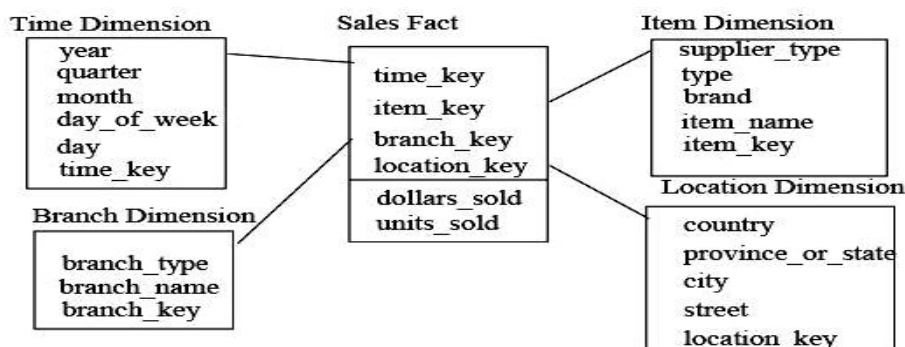 Time Dimension
year
quarter
month
day_of_week
day
time_key
Sales Fact
time_key
item_key
branch_key
location_key
dollars_sold
units_sold
Item Dimension
supplier_type
type
brand
item_name
item_key
Branch Dimension
branch_type
branch_name
branch_key
Location Dimension
country
province_or_state
city
street
location_key